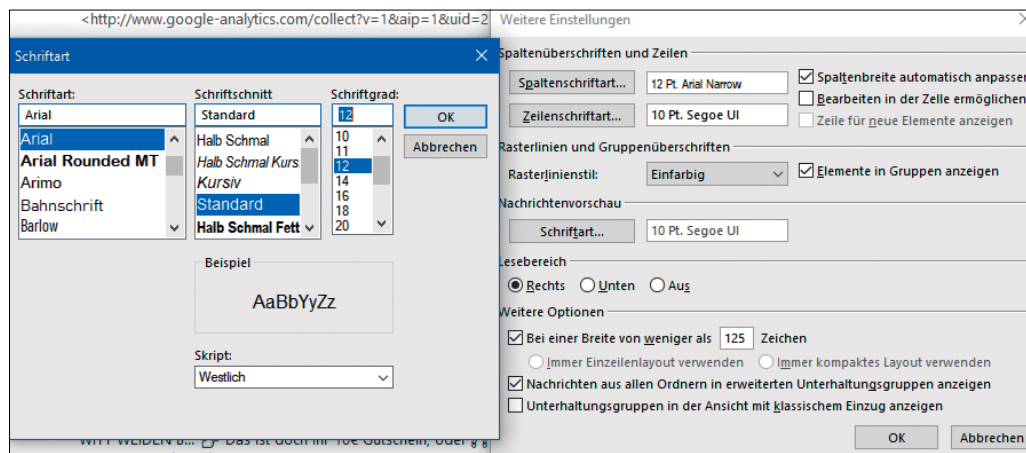 <http://www.google-analytics.com/collect?v=1&aip=1&uid=2
Schriftart
Schriftart:
Arial
Arial
Arial Rounded MT
Arimo
Bahnschrift
Barlow
Schriftschnitt
Standard
Halb Schmal
Halb Schmal Kurs
Kursiv
Standard
Halb Schmal Fett
Schriftgrad:
12
10
11
12
14
16
18
20
OK
Abbrechen
Beispiel
AaBbYyZz
Skript:
Westlich
WITT WEIDEN B... Das ist doch Ihr 10€ Gutschein, oder
Weitere Einstellungen
Spaltenüberschriften und Zeilen
Spaltenschriftart... 12 Pt. Arial Narrow
Zeilenschriftart... 10 Pt. Segoe UI
Spaltenbreite automatisch anpassen
Bearbeiten in der Zelle ermöglichen
Zeile für neue Elemente anzeigen
Rasterlinien und Gruppenüberschriften
Rasterlinienstil: Einfarbig
Elemente in Gruppen anzeigen
Nachrichtenvorschau
Schriftart... 10 Pt. Segoe UI
Lesebereich
Rechts Unten Aus
Weitere Optionen
Bei einer Breite von weniger als 125 Zeichen
Immer Einzeilenlayout verwenden Immer kompaktes Layout verwenden
Nachrichten aus allen Ordnern in erweiterten Unterhaltungsgruppen anzeigen
Unterhaltungsgruppen in der Ansicht mit klassischem Einzug anzeigen
OK Abbrechen